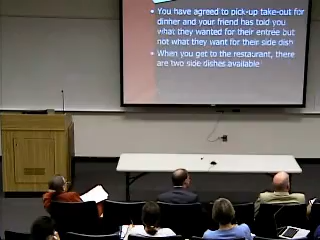 • You have agreed to pick-up take-out for
dinner and your friend has told you
what they wanted for their entrée but
not what they want for their side dish
• When you get to the restaurant, there
are two side dishes available